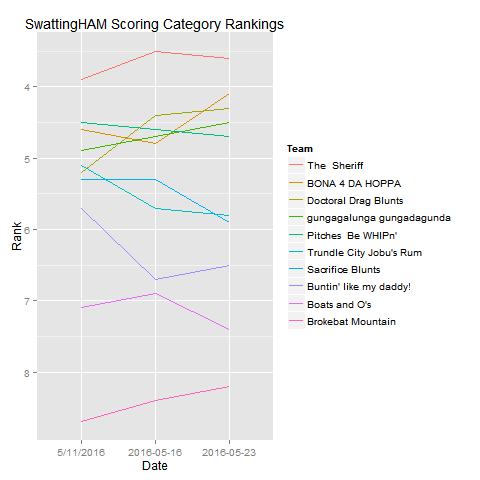 SwattingHAM Scoring Category Rankings
4
5
6
7
8
Rank
5/11/2016
2016-05-16
2016-05-23
Date
Team
The  Sheriff
BONA 4 DA HOPPA
Doctoral Drag Blunts
gungagalunga gungadagunda
Pitches  Be WHIPn'
Trundle City Jobu's Rum
Sacrifice Blunts
Buntin' like my daddy!
Boats and O's
Brokebat Mountain